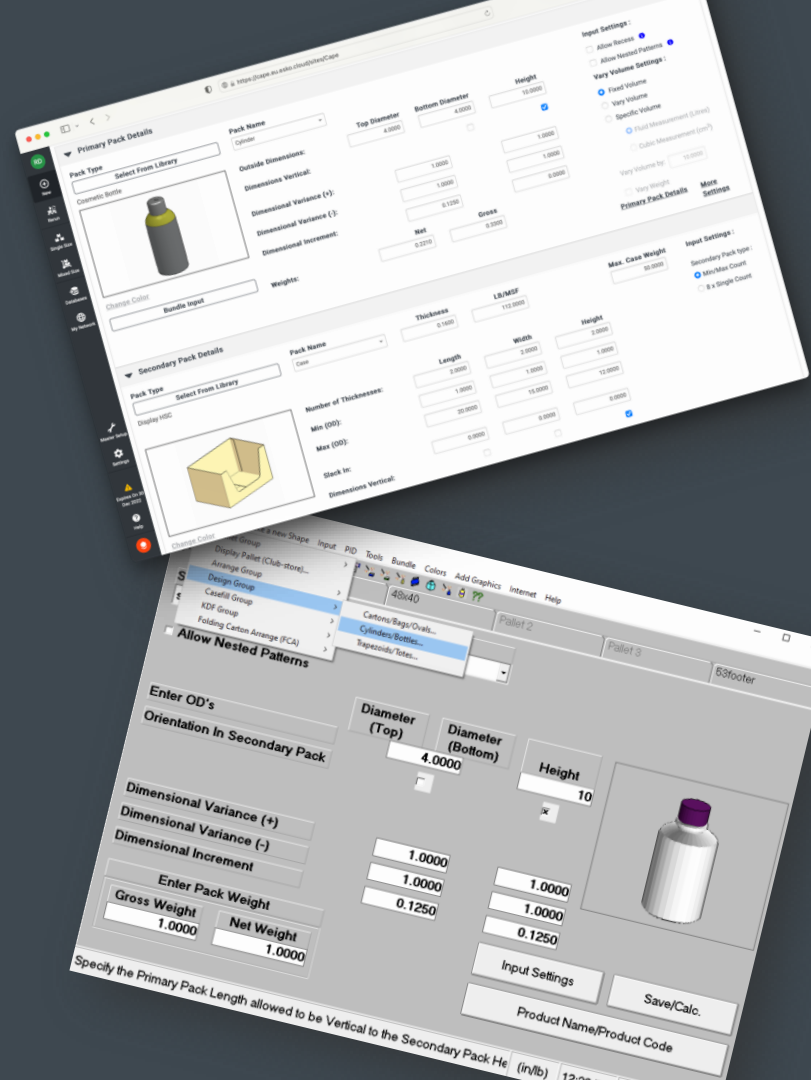 https://cape.eu.esko.cloud/sites/Cape
RD
New
Rerun
Single Size
Mixed Size
Databases
My Network
Master Setup
Settings
Expires On 30
Dec 2022
Help
Primary Pack Details
Pack Type
Select From Library
Cosmetic Bottle
Change Color
Bundle Input
Pack Name
Cylinder
Top Diameter
Bottom Diameter
Height
Outside Dimensions:
4.0000
4.0000
10.0000
Dimensions Vertical:
Dimensional Variance (+):
1.0000
1.0000
Dimensional Variance (-):
1.0000
1.0000
Dimensional Increment:
0.1250
0.0000
Net
Gross
Weights:
0.2210
Input Settings :
Allow Recess
Allow Nested Patterns
Vary Volume Settings :
Fixed Volume
Vary Volume
Specific Volume
Fluid Measurement (Litres)
Cubic Measurement (cm³)
Vary Volume by:
10.0000
Vary Weight
Primary Pack Details
More
Settings
Secondary Pack Details
Pack Type
Select From Library
Display HSC
Change Color
Pack Name
Case
Thickness
LB/MSF
Max. Case Weight
0.1600
112.0000
50.0000
Length
Width
Height
Number of Thicknesses:
2.0000
2.0000
2.0000
Min (OD):
1.0000
1.0000
1.0000
Max (OD):
20.0000
15.0000
12.0000
Slack In:
0.0000
0.0000
0.0000
Dimensions Vertical:
Input Settings :
Secondary Pack type :
Min/Max Count
8 x Single Count
a new Shape
Input
PID
Tools
Bundle
Colors
Add Graphics
Internet
Help
Group
Display Pallet (Club-store)...
Arrange Group
Design Group
Casefill Group
KDF Group
Folding Carton Arrange (FCA)
Cartons/Bags/Ovals...
Cylinders/Bottles...
Trapezoids/Totes...
48x40
Pallet 2
Pallet 3
53footer
Allow Nested Patterns
Diameter
(Top)
Diameter
(Bottom)
Height
Enter OD's
4.0000
10
Orientation In Secondary Pack
Dimensional Variance (+)
1.0000
1.0000
Dimensional Variance (-)
1.0000
1.0000
Dimensional Increment
0.1250
0.1250
Enter Pack Weight
Gross Weight
Net Weight
1.0000
1.0000
Input Settings
Save/Calc.
Product Name/Product Code
Specify the Primary Pack Length allowed to be Vertical to the Secondary Pack He
(in/lb)